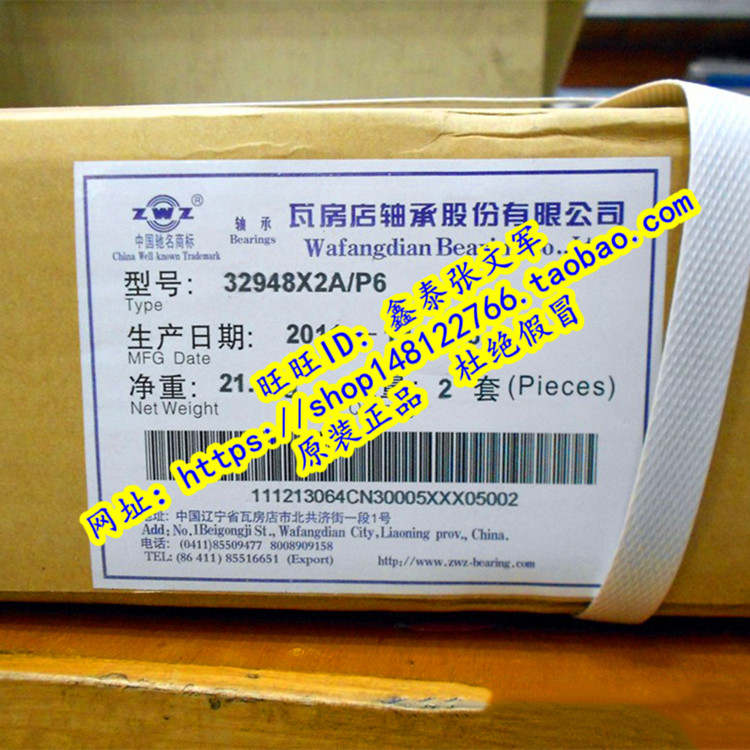 ZWZ®
中国驰名商标
China Well-known Trademark
轴承
Bearings
瓦房店轴承股份有限公司
Wafangdian
型号: 32948X2A/P6
Type
生产日期:
MFG Date
净重: 21.
Net Weight
2 套(Pieces)
111213064CN30005XXX05002
地址: 中国辽宁省瓦房店市北共济街一段1号
Add: No.1Beigongji St., Wafangdian City, Liaoning prov., China.
电话: (0411)85509477 8008909158
TEL: (86 411) 85516651 (Export)
http://www.zwz-bearing.com
旺旺ID: 鑫泰张文军
网址: https://shop148122766.taobao.com
原装正品 杜绝假冒